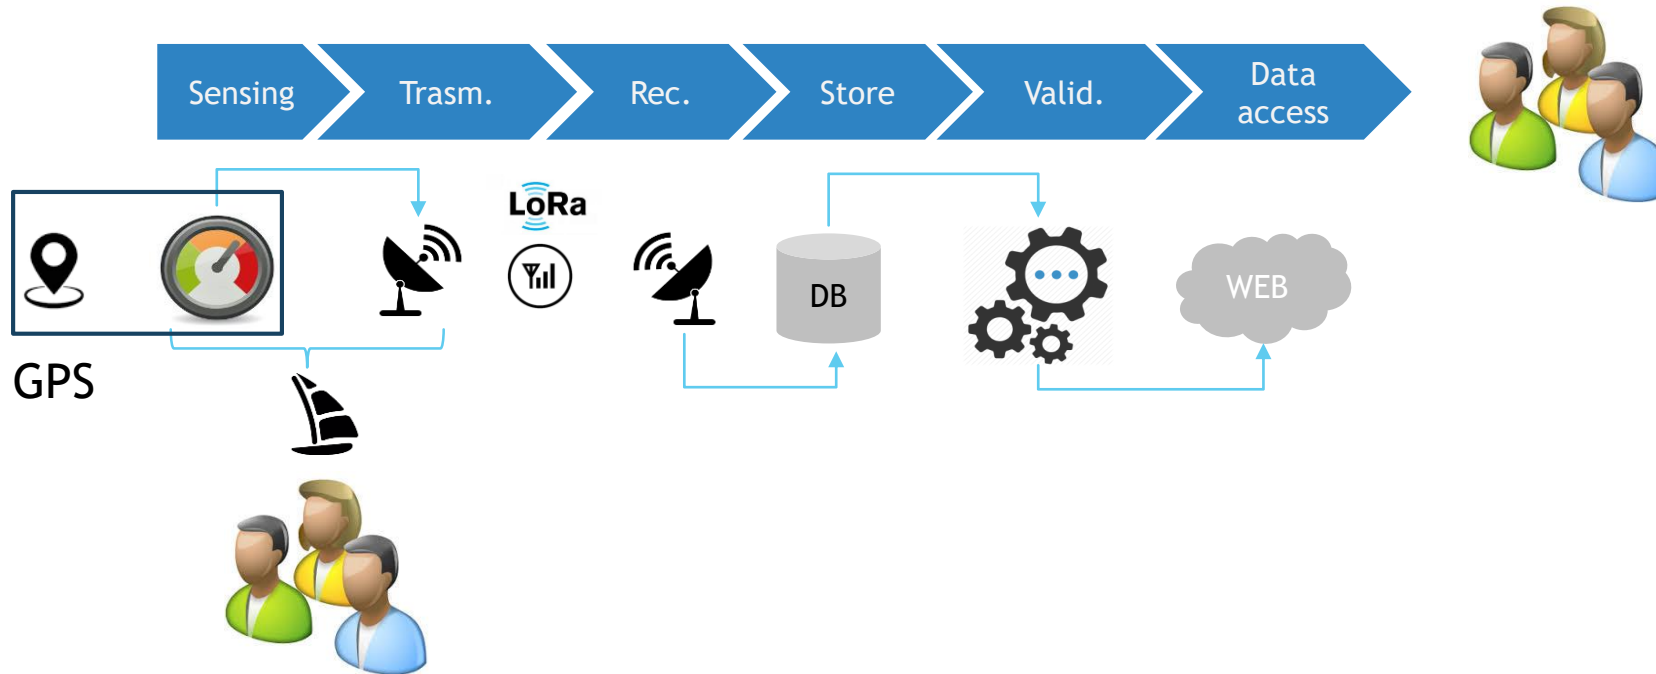 Sensing
Trasm.
Rec.
Store
Valid.
Data
access
LoRa
DB
WEB
GPS